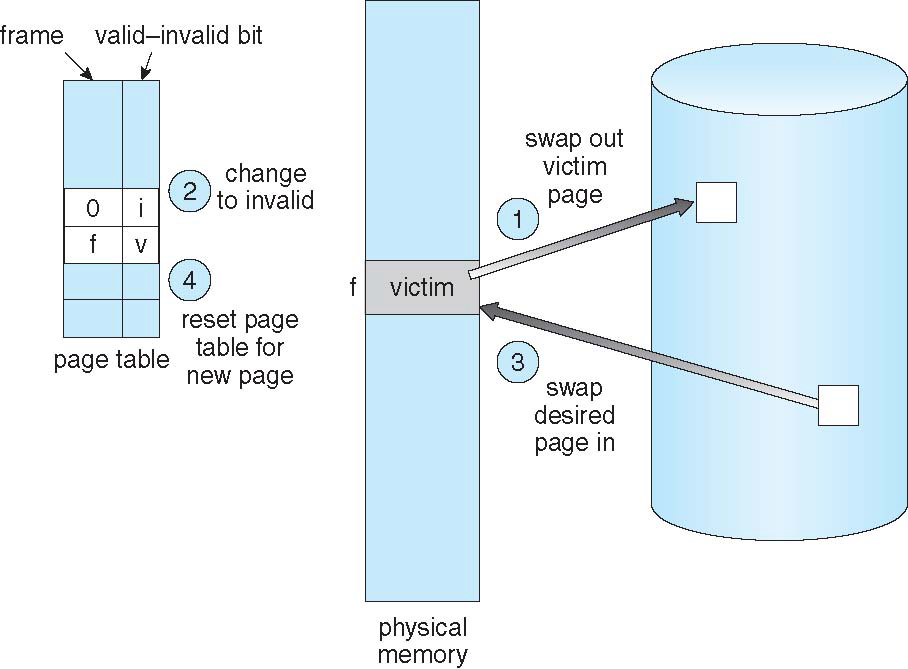 frame
valid–invalid bit
0
i
f
v
2
change
to invalid
4
reset page
table for
new page
page table
f
victim
physical
memory
swap out
victim
page
1
3
swap
desired
page in